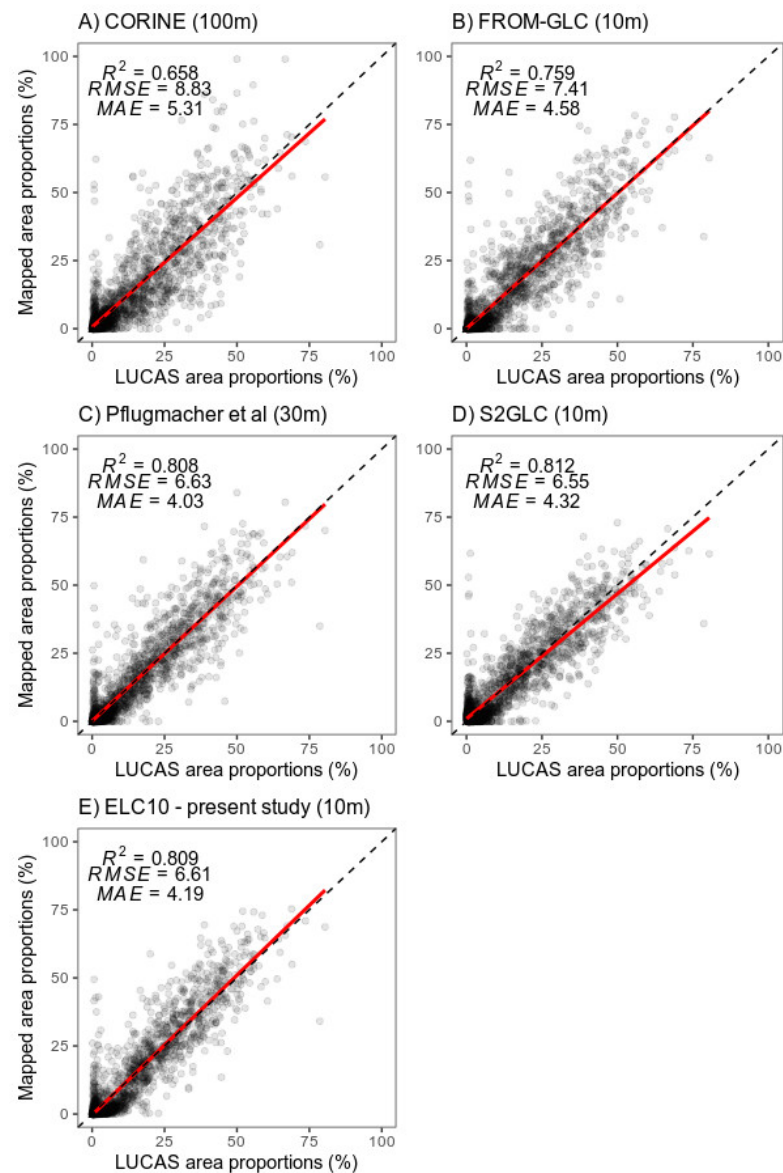 A) CORINE (100m)
R² = 0.658
RMSE = 8.83
MAE = 5.31
Mapped area proportions (%)
100
75
50
25
0
0 25 50 75 100
LUCAS area proportions (%)
B) FROM-GLC (10m)
R² = 0.759
RMSE = 7.41
MAE = 4.58
Mapped area proportions (%)
100
75
50
25
0
0 25 50 75 100
LUCAS area proportions (%)
C) Pflugmacher et al (30m)
R² = 0.808
RMSE = 6.63
MAE = 4.03
Mapped area proportions (%)
100
75
50
25
0
0 25 50 75 100
LUCAS area proportions (%)
D) S2GLC (10m)
R² = 0.812
RMSE = 6.55
MAE = 4.32
Mapped area proportions (%)
100
75
50
25
0
0 25 50 75 100
LUCAS area proportions (%)
E) ELC10 - present study (10m)
R² = 0.809
RMSE = 6.61
MAE = 4.19
Mapped area proportions (%)
100
75
50
25
0
0 25 50 75 100
LUCAS area proportions (%)